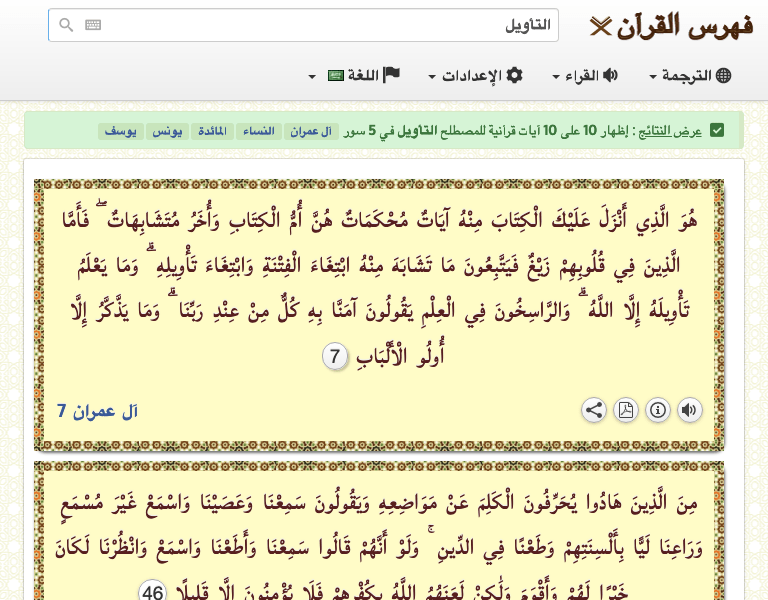 فهرس القرآن
التأويل
الترجمة
القراء
الإعدادات
اللغة
عرض النتائج : إظهار 10 على 10 آيات قرآنية للمصطلح التأويل في 5 سور آل عمران النساء المائدة يونس يوسف
هُوَ الَّذِي أَنْزَلَ عَلَيْكَ الْكِتَابَ مِنْهُ آيَاتٌ مُحْكَمَاتٌ هُنَّ أُمُّ الْكِتَابِ وَأُخَرُ مُتَشَابِهَاتٌ ۖ فَأَمَّا
الَّذِينَ فِي قُلُوبِهِمْ زَيْغٌ فَيَتَّبِعُونَ مَا تَشَابَهَ مِنْهُ ابْتِغَاءَ الْفِتْنَةِ وَابْتِغَاءَ تَأْوِيلِهِ ۗ وَمَا يَعْلَمُ
تَأْوِيلَهُ إِلَّا اللَّهُ ۗ وَالرَّاسِخُونَ فِي الْعِلْمِ يَقُولُونَ آمَنَّا بِهِ كُلٌّ مِنْ عِنْدِ رَبِّنَا ۗ وَمَا يَذَّكَّرُ إِلَّا
أُولُو الْأَلْبَابِ 7
آل عمران 7
مِنَ الَّذِينَ هَادُوا يُحَرِّفُونَ الْكَلِمَ عَنْ مَوَاضِعِهِ وَيَقُولُونَ سَمِعْنَا وَعَصَيْنَا وَاسْمَعْ غَيْرَ مُسْمَعٍ
وَرَاعِنَا لَيًّا بِأَلْسِنَتِهِمْ وَطَعْنًا فِي الدِّينِ ۚ وَلَوْ أَنَّهُمْ قَالُوا سَمِعْنَا وَأَطَعْنَا وَاسْمَعْ وَانْظُرْنَا لَكَانَ
خَيْرًا لَهُمْ وَأَقْوَمَ وَلَٰكِنْ لَعَنَهُمُ اللَّهُ بِكُفْرِهِمْ فَلَا يُؤْمِنُونَ إِلَّا قَلِيلًا 46